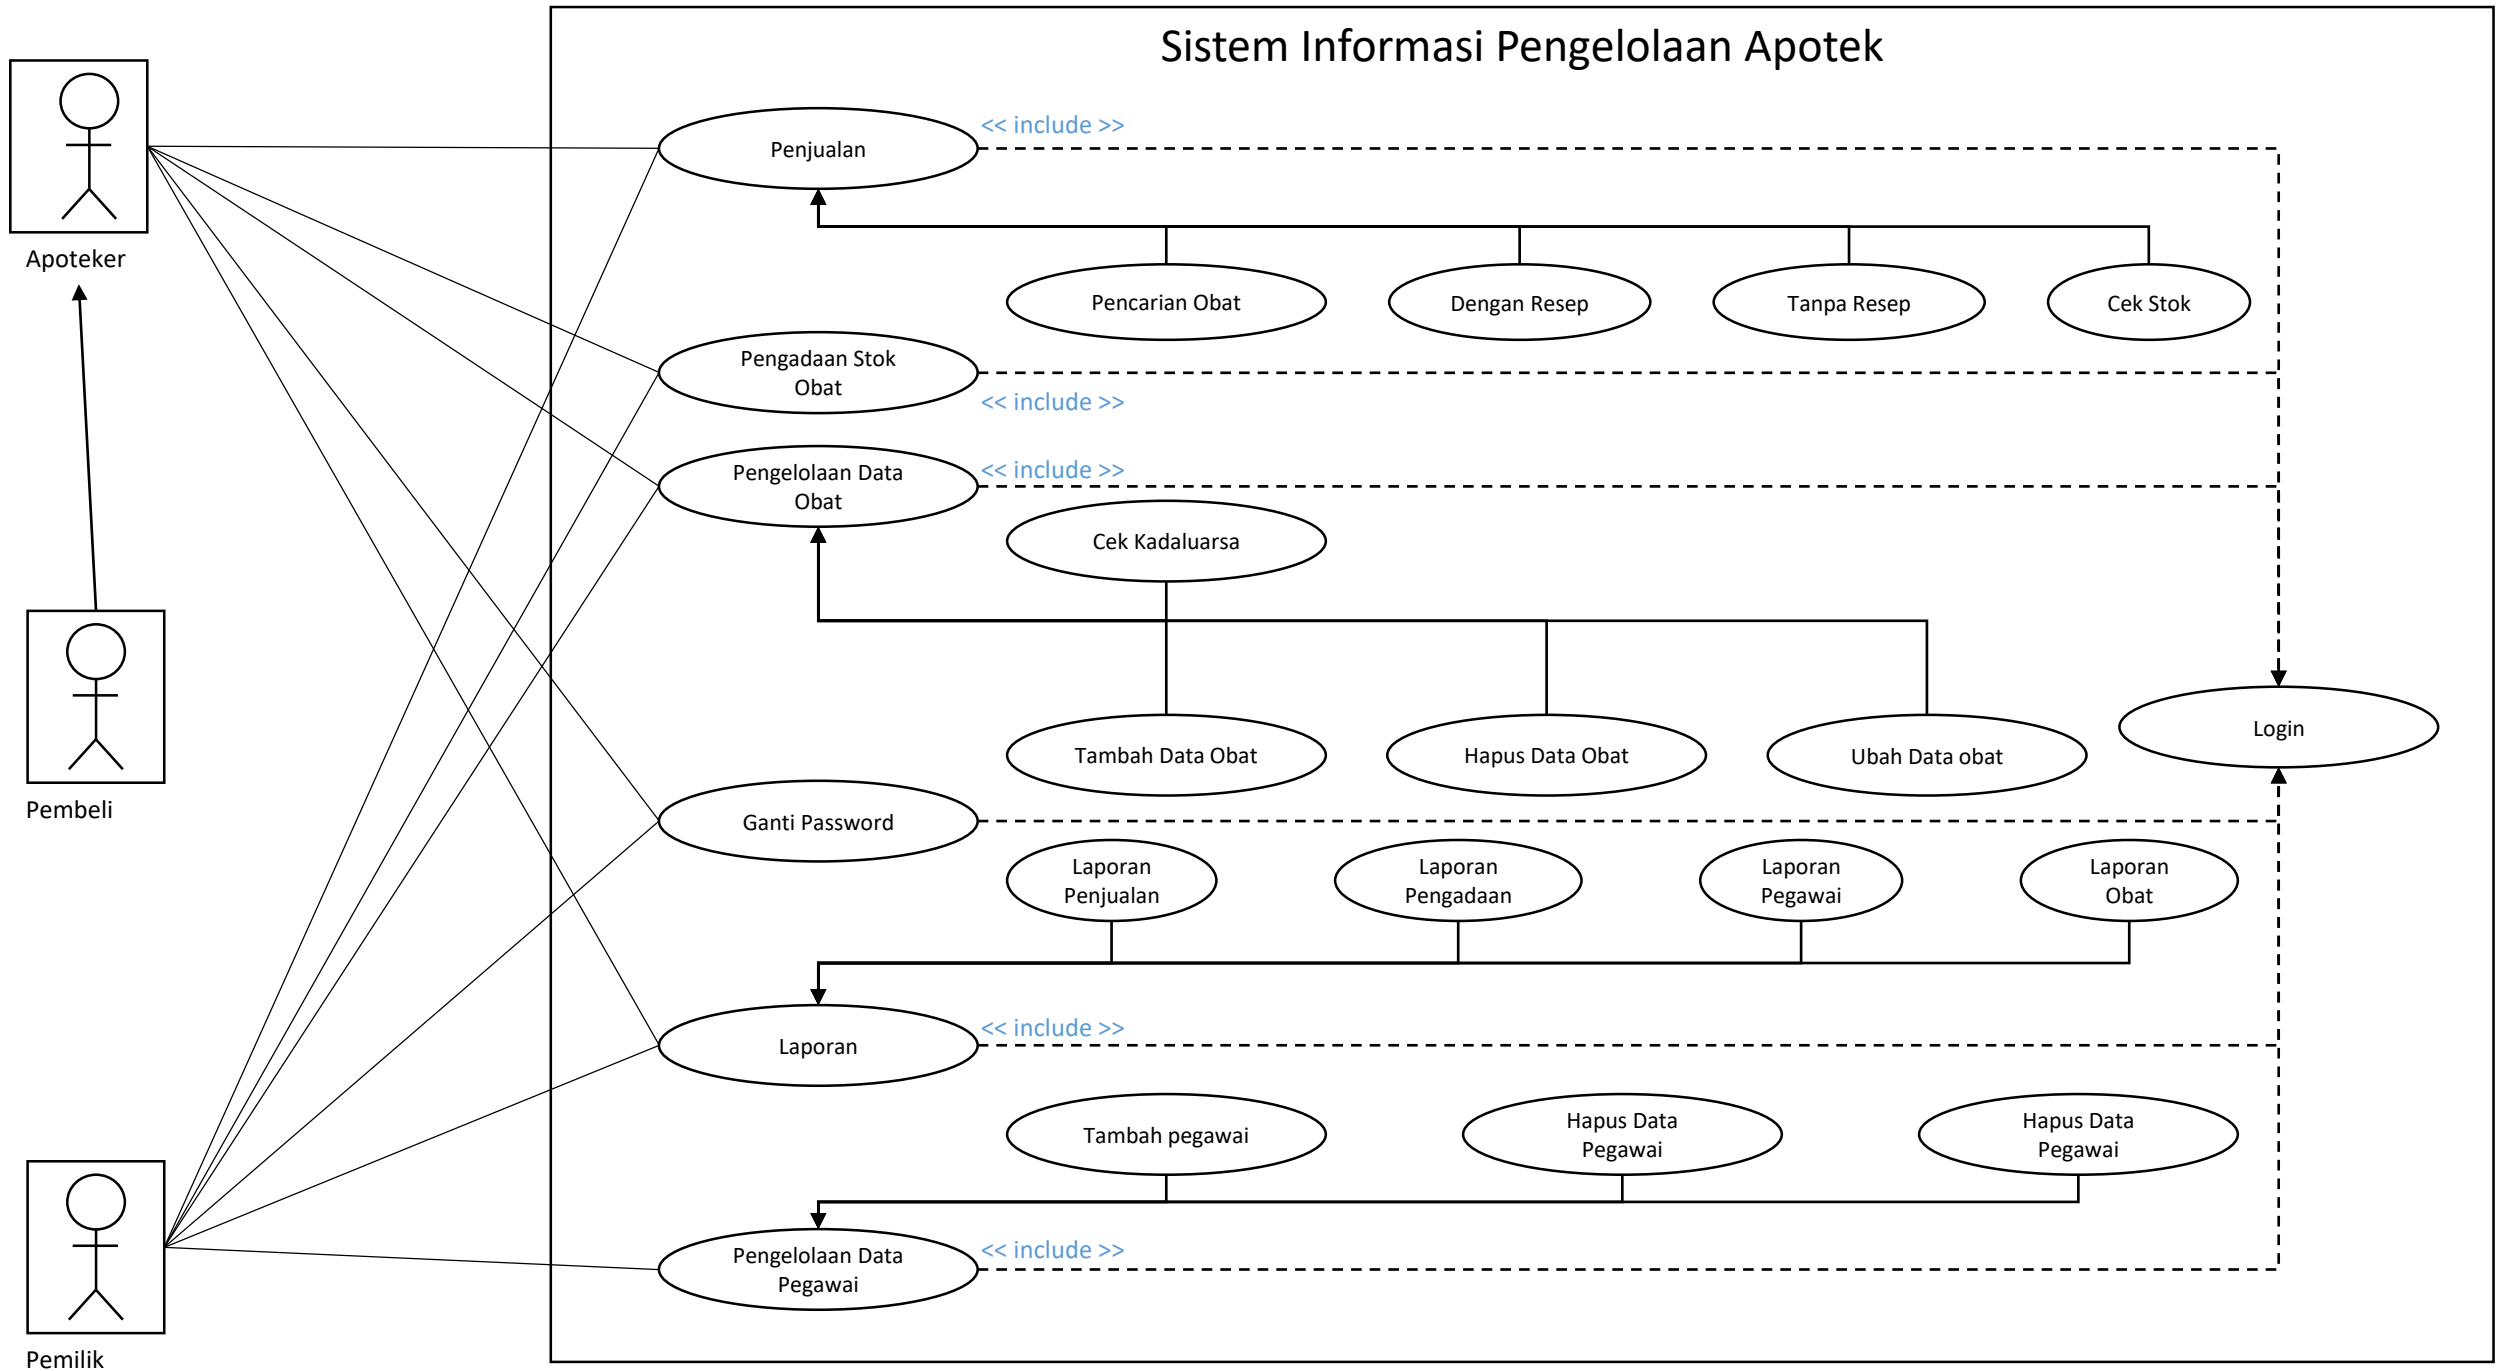 Sistem Informasi Pengelolaan Apotek
<< include >>
Penjualan
Apoteker
Pencarian Obat
Dengan Resep
Tanpa Resep
Cek Stok
Pengadaan Stok
Obat
<< include >>
<< include >>
Pengelolaan Data
Obat
Cek Kadaluarsa
Login
Tambah Data Obat
Hapus Data Obat
Ubah Data obat
Pembeli
Ganti Password
Laporan
Penjualan
Laporan
Pengadaan
Laporan
Pegawai
Laporan
Obat
<< include >>
Laporan
Tambah pegawai
Hapus Data
Pegawai
Hapus Data
Pegawai
<< include >>
Pengelolaan Data
Pegawai
Pemilik